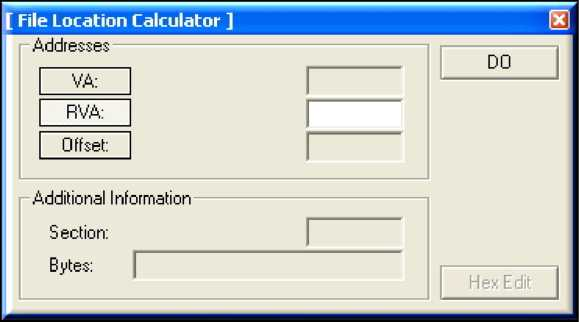 [ File Location Calculator ]
Addresses
VA:
DO
RVA:
Offset:
Additional Information
Section:
Bytes:
Hex Edit